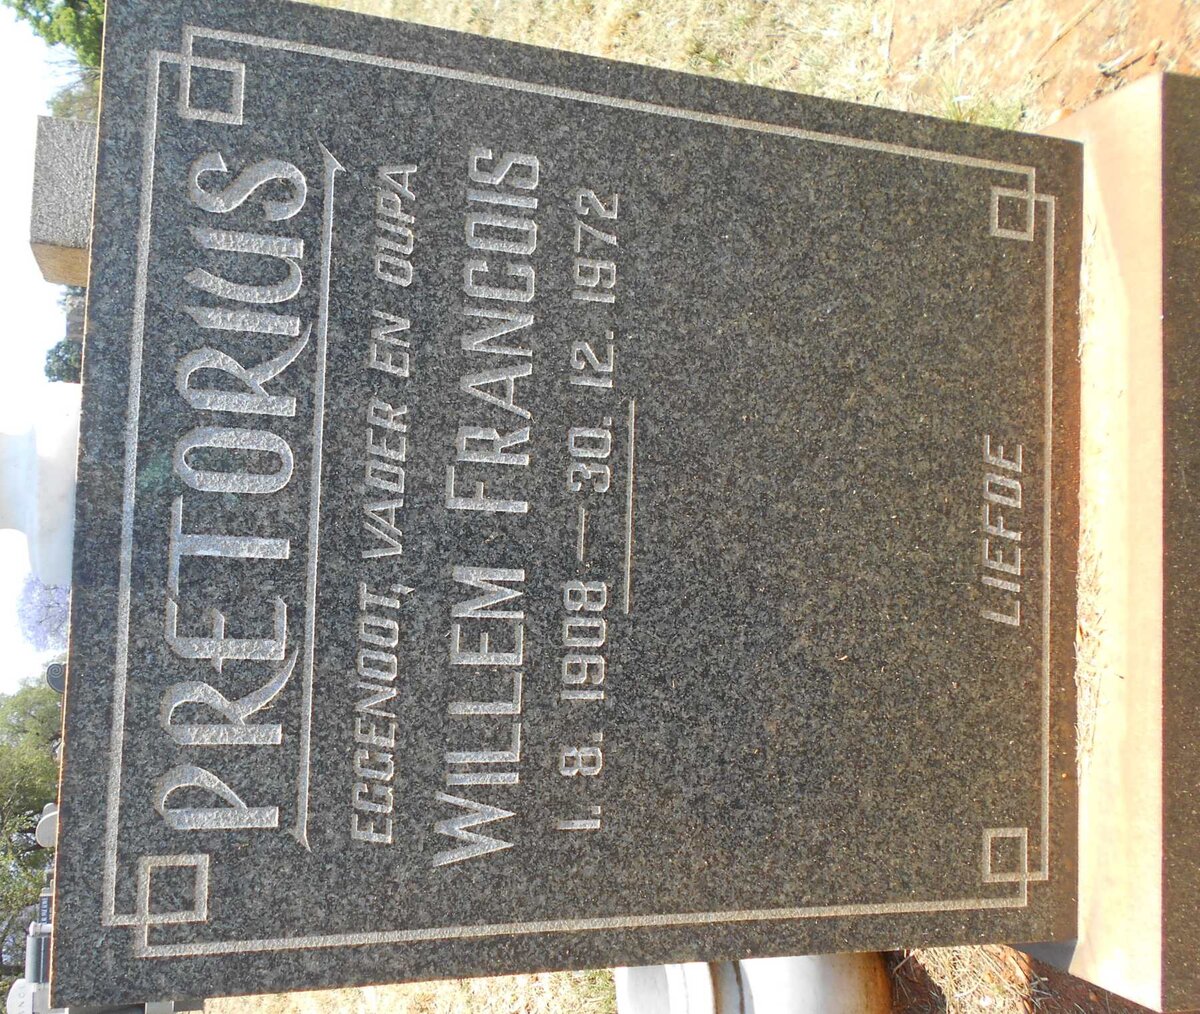 PRETORIUS
EGGENOOT, VADER EN OUPA
WILLEM FRANCOIS
1. 8. 1908 — 30. 12. 1972
LIEFDE